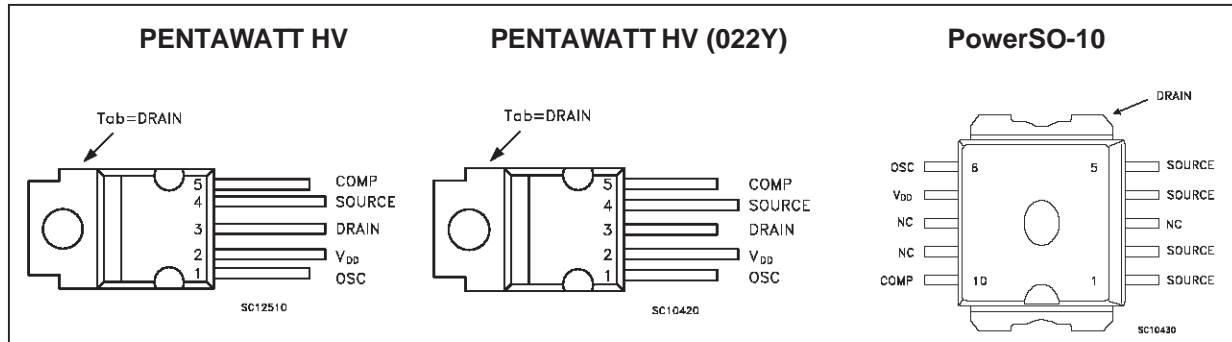 PENTAWATT HV
Tab=DRAIN
5 COMP
4 SOURCE
3 DRAIN
2 VDD
1 OSC
SC12510
PENTAWATT HV (022Y)
Tab=DRAIN
5 COMP
4 SOURCE
3 DRAIN
2 VDD
1 OSC
SC10420
PowerSO-10
DRAIN
OSC 6 5 SOURCE
VDD SOURCE
NC NC
NC SOURCE
COMP 10 1 SOURCE
SC10430